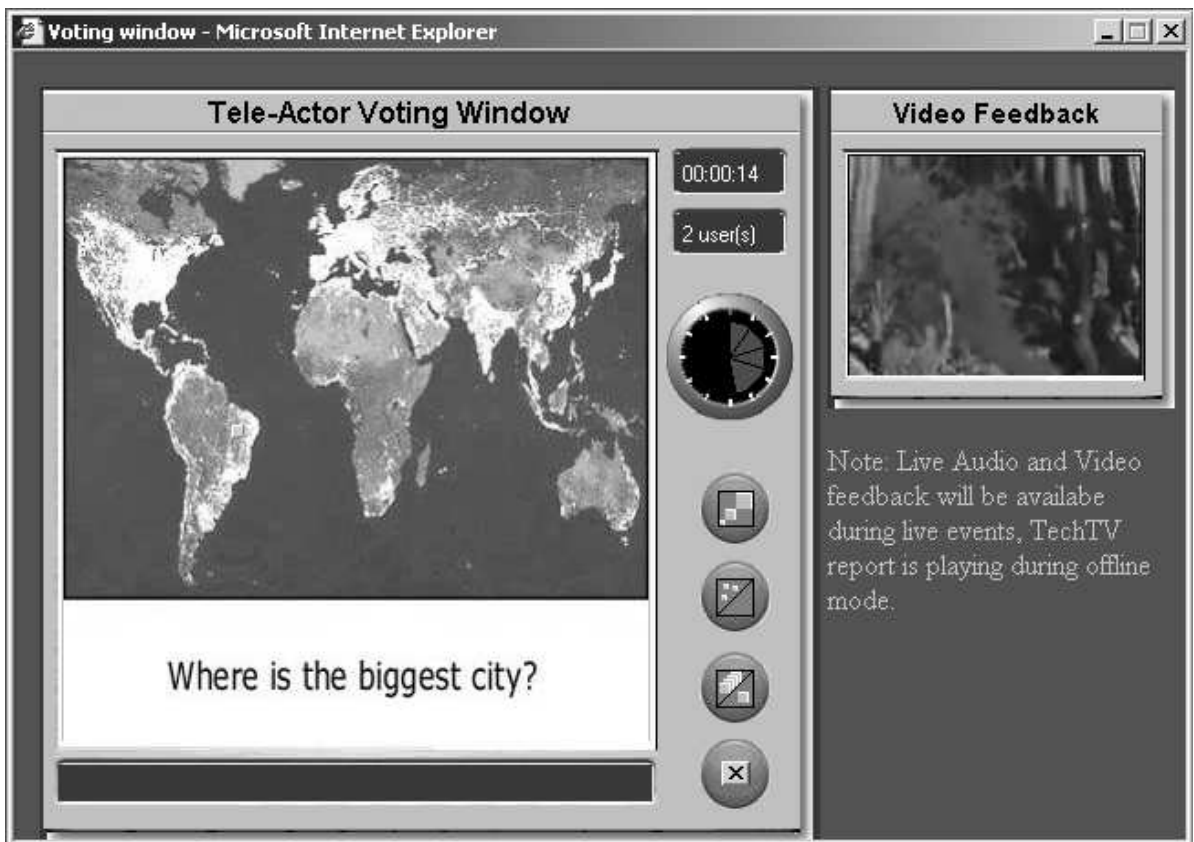 Voting window - Microsoft Internet Explorer
Tele-Actor Voting Window
00:00:14
2 user(s)
Where is the biggest city?
Video Feedback
Note: Live Audio and Video
feedback will be availabe
during live events, TechTV
report is playing during offline
mode.